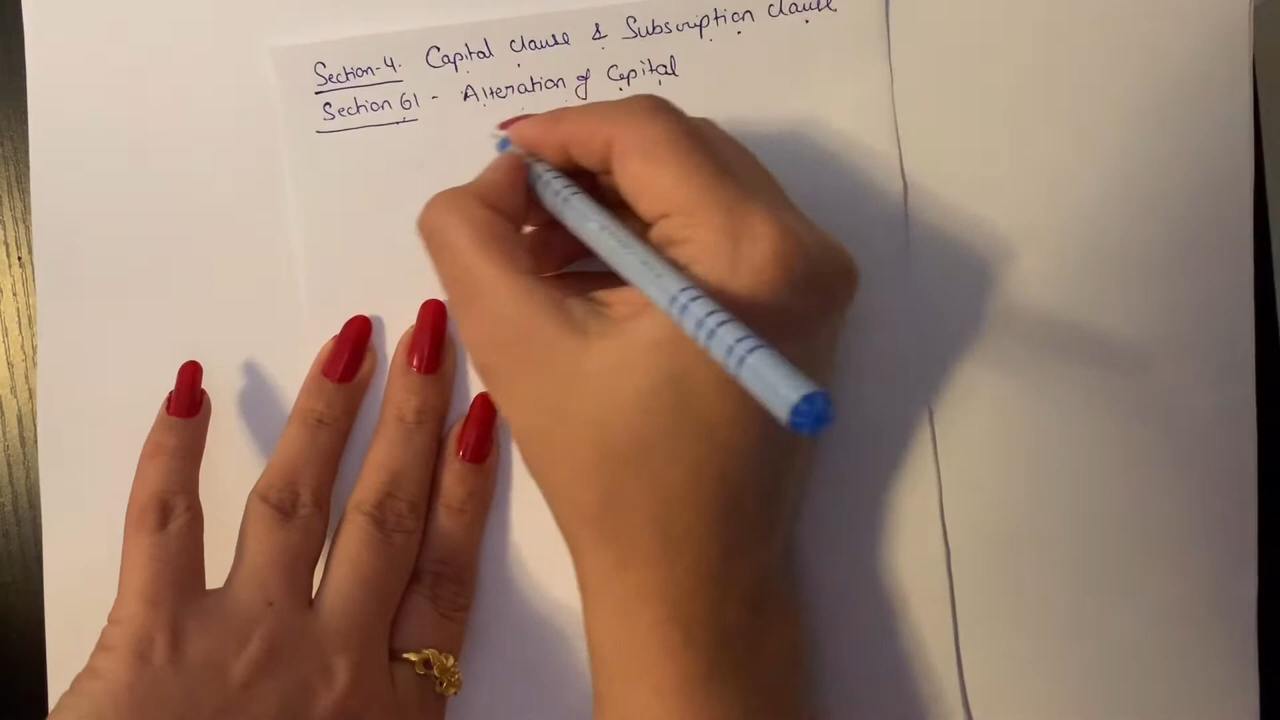 Section-4. Capital clause & Subscription clause
Section 61 - Alteration of Capital